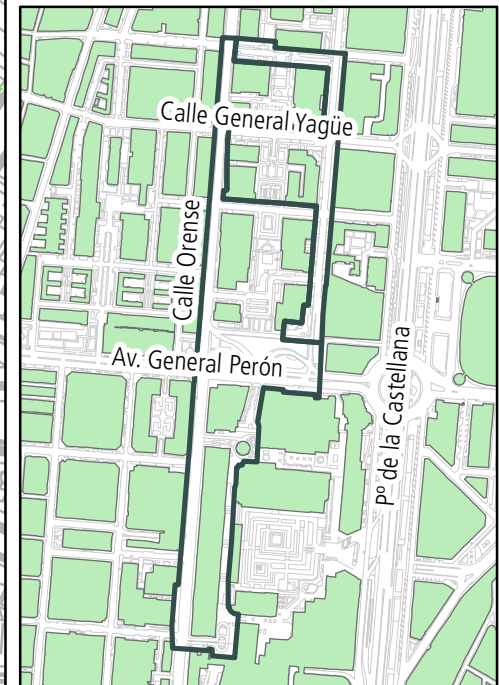 Calle General Yagüe
Calle Orense
Av. General Perón
Pº de la Castellana